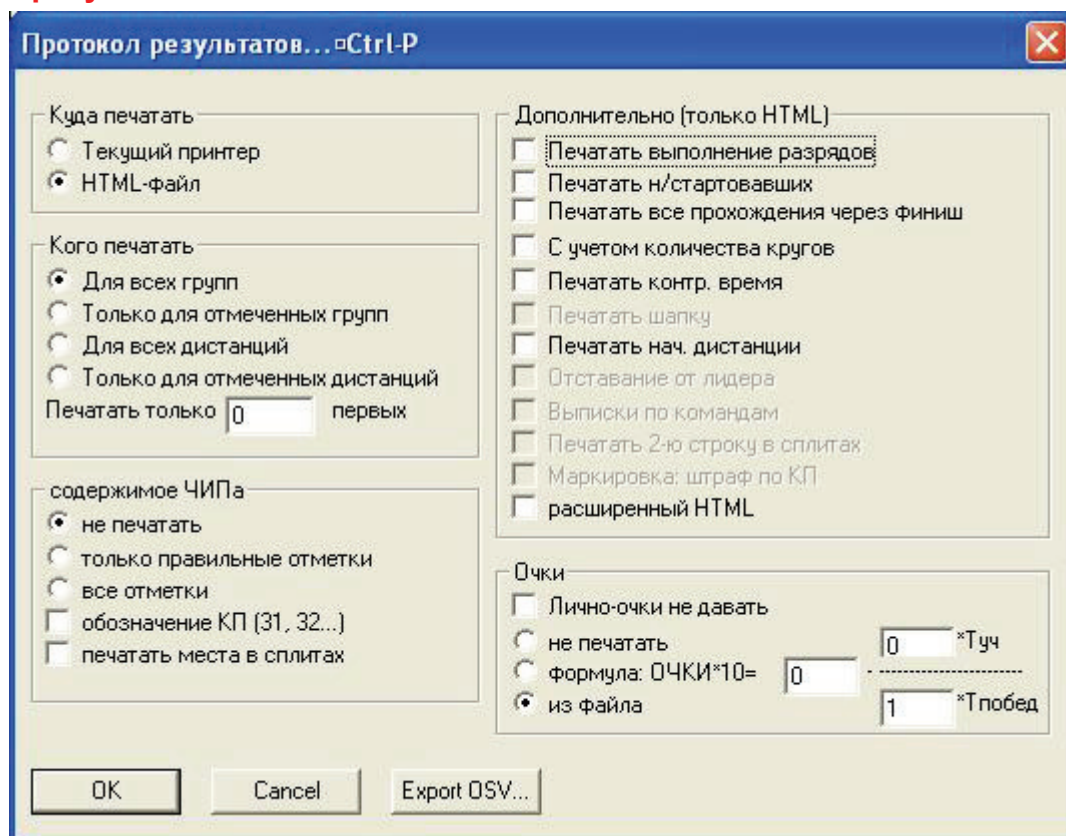 Протокол результатов...¤Ctrl-P
Куда печатать
Текущий принтер
HTML-файл
Кого печатать
Для всех групп
Только для отмеченных групп
Для всех дистанций
Только для отмеченных дистанций
Печатать только 0 первых
содержимое ЧИПа
не печатать
только правильные отметки
все отметки
обозначение КП (31, 32...)
печатать места в сплитах
Дополнительно (только HTML)
Печатать выполнение разрядов
Печатать н/стартовавших
Печатать все прохождения через финиш
С учетом количества кругов
Печатать контр. время
Печатать шапку
Печатать нач. дистанции
Отставание от лидера
Выписки по командам
Печатать 2-ю строку в сплитах
Маркировка: штраф по КП
расширенный HTML
Очки
Лично-очки не давать
не печатать 0 *Tуч
формула: ОЧКИ*10= 0 - ----------------
из файла 1 *Тпобед
OK Cancel Export OSV...